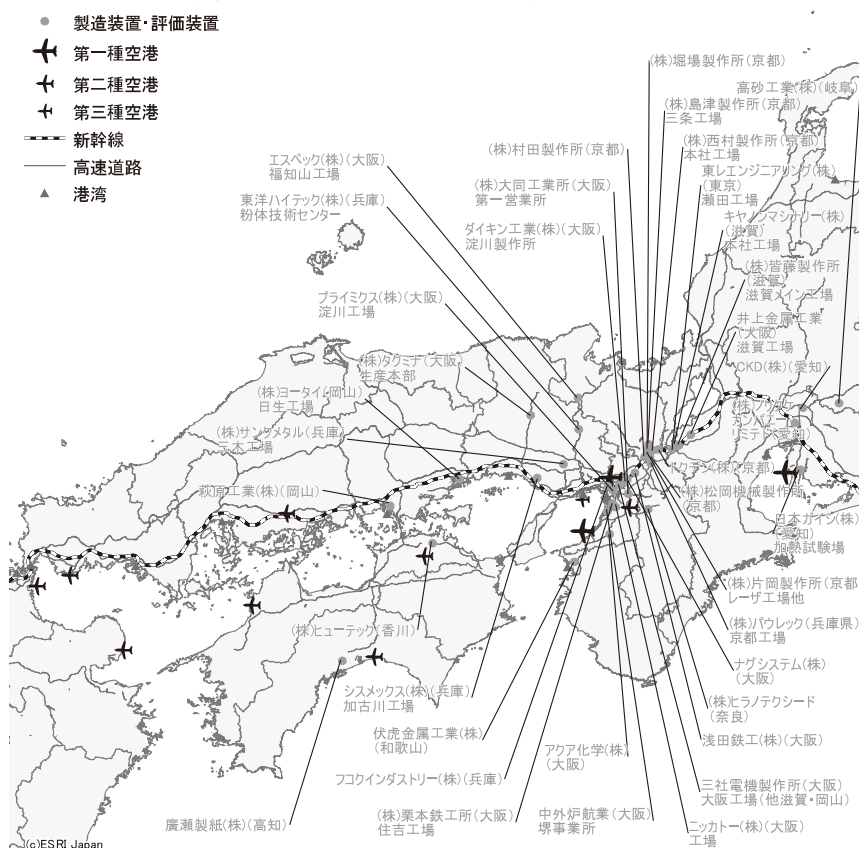 製造装置・評価装置
第一種空港
第二種空港
第三種空港
新幹線
高速道路
港湾
(株)堀場製作所(京都)
高砂工業(株)(岐阜)
(株)島津製作所(京都)
三条工場
(株)村田製作所(京都)
(株)西村製作所(京都)
本社工場
エスペック(株)(大阪)
福知山工場
東レエンジニアリング(株)
(東京)
瀬田工場
(株)大同工業所(大阪)
第一営業所
東洋ハイテック(株)(兵庫)
粉体技術センター
キヤノンマシナリー(株)
(滋賀)
本社工場
ダイキン工業(株)(大阪)
淀川製作所
(株)皆藤製作所
(滋賀)
滋賀メイン工場
プライミクス(株)(大阪)
淀川工場
井上金属工業
(大阪)
滋賀工場
(株)タクミナ(大阪)
生産本部
CKD(株)(愛知)
(株)ヨータイ(岡山)
日生工場
リミテド(愛知)
(株)サンクメタル(兵庫)
三木工場
クチン(株)(京都)
萩原工業(株)(岡山)
(株)松岡機械製作所
(京都)
日本ガイシ(株)
(愛知)
加熱試験場
(株)片岡製作所(京都
レーザ工場他
(株)ヒューテック(香川)
(株)パウレック(兵庫県)
京都工場
ナグシステム(株)
(大阪)
シスメックス(株)(兵庫)
加古川工場
(株)ヒラノテクシード
(奈良)
伏虎金属工業(株)
(和歌山)
アクア化学(株)
(大阪)
浅田鉄工(株)(大阪)
フコクインダストリー(株)(兵庫)
三社電機製作所(大阪)
大阪工場(他滋賀・岡山)
廣瀬製紙(株)(高知)
(株)栗本鉄工所(大阪)
住吉工場
中外炉航業(大阪)
堺事業所
ニッカトー(株)(大阪)
工場
(c)ESRI Japan